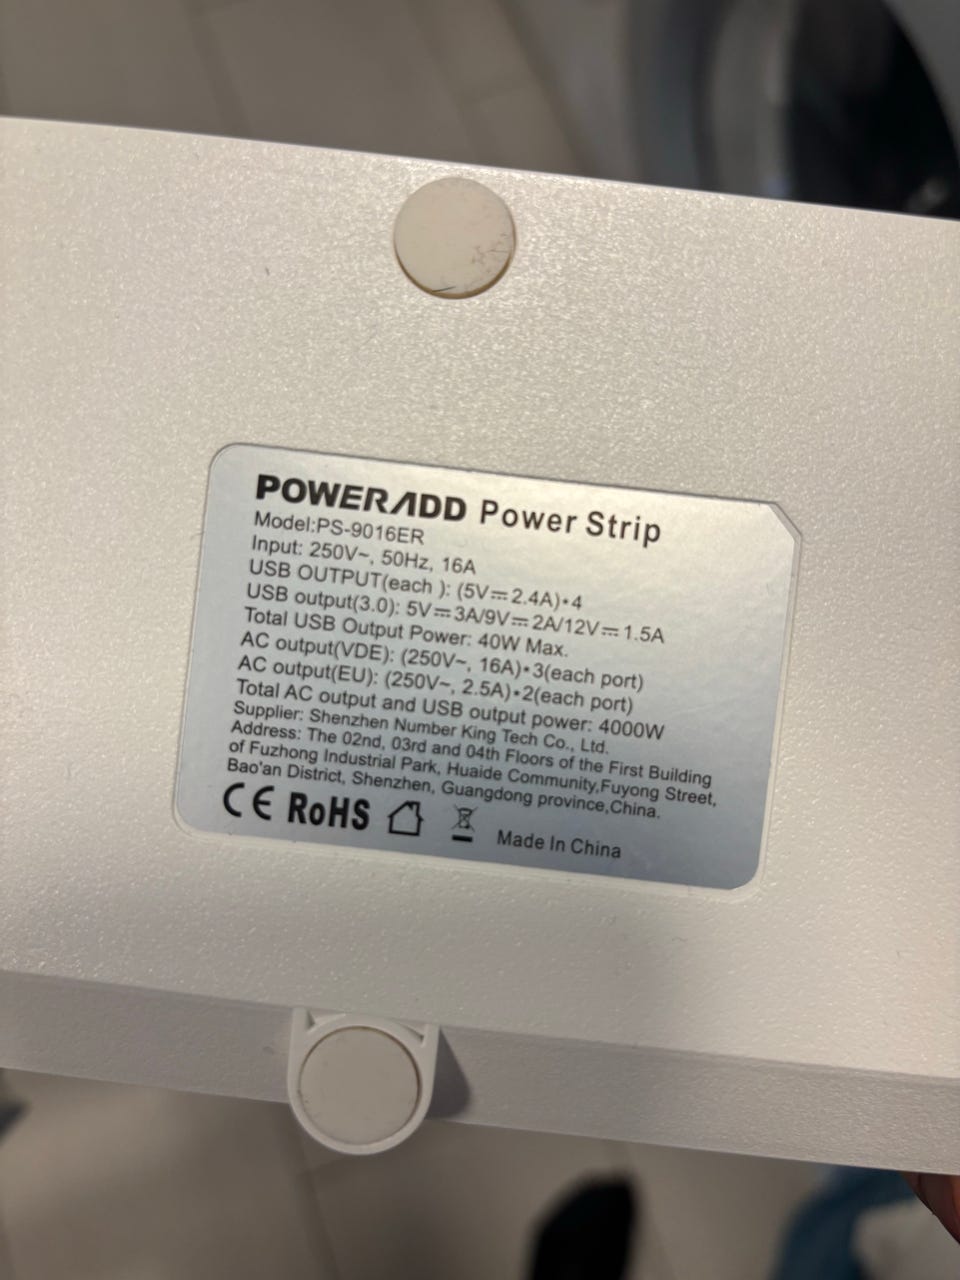 POWERADD Power Strip
Model:PS-9016ER
Input: 250V~, 50Hz, 16A
USB OUTPUT(each ): (5V⎓2.4A)•4
USB output(3.0): 5V⎓3A/9V⎓2A/12V⎓1.5A
Total USB Output Power: 40W Max.
AC output(VDE): (250V~, 16A)•3(each port)
AC output(EU): (250V~, 2.5A)•2(each port)
Total AC output and USB output power: 4000W
Supplier: Shenzhen Number King Tech Co., Ltd.
Address: The 02nd, 03rd and 04th Floors of the First Building
of Fuzhong Industrial Park, Huaide Community,Fuyong Street,
Bao'an District, Shenzhen, Guangdong province,China.
CE RoHS Made In China